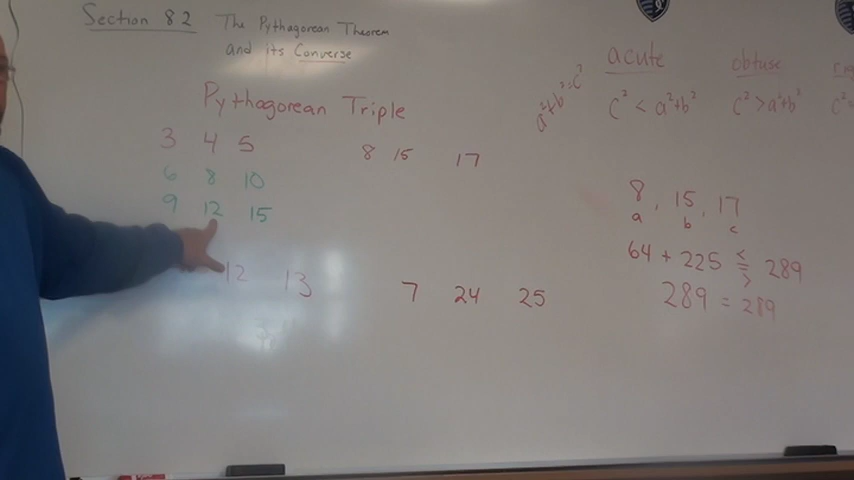 Section 8 2 The Pythagorean Theorem
and its Converse
Pythagorean Triple
3 4 5
6 8 10
9 12 15
12 13
8 15 17
7 24 25
a²+b²=c²
acute
c² < a²+b²
obtuse
c² > a²+b²
c²=
8, 15, 17
a b c
64 + 225 < = > 289
289 = 289